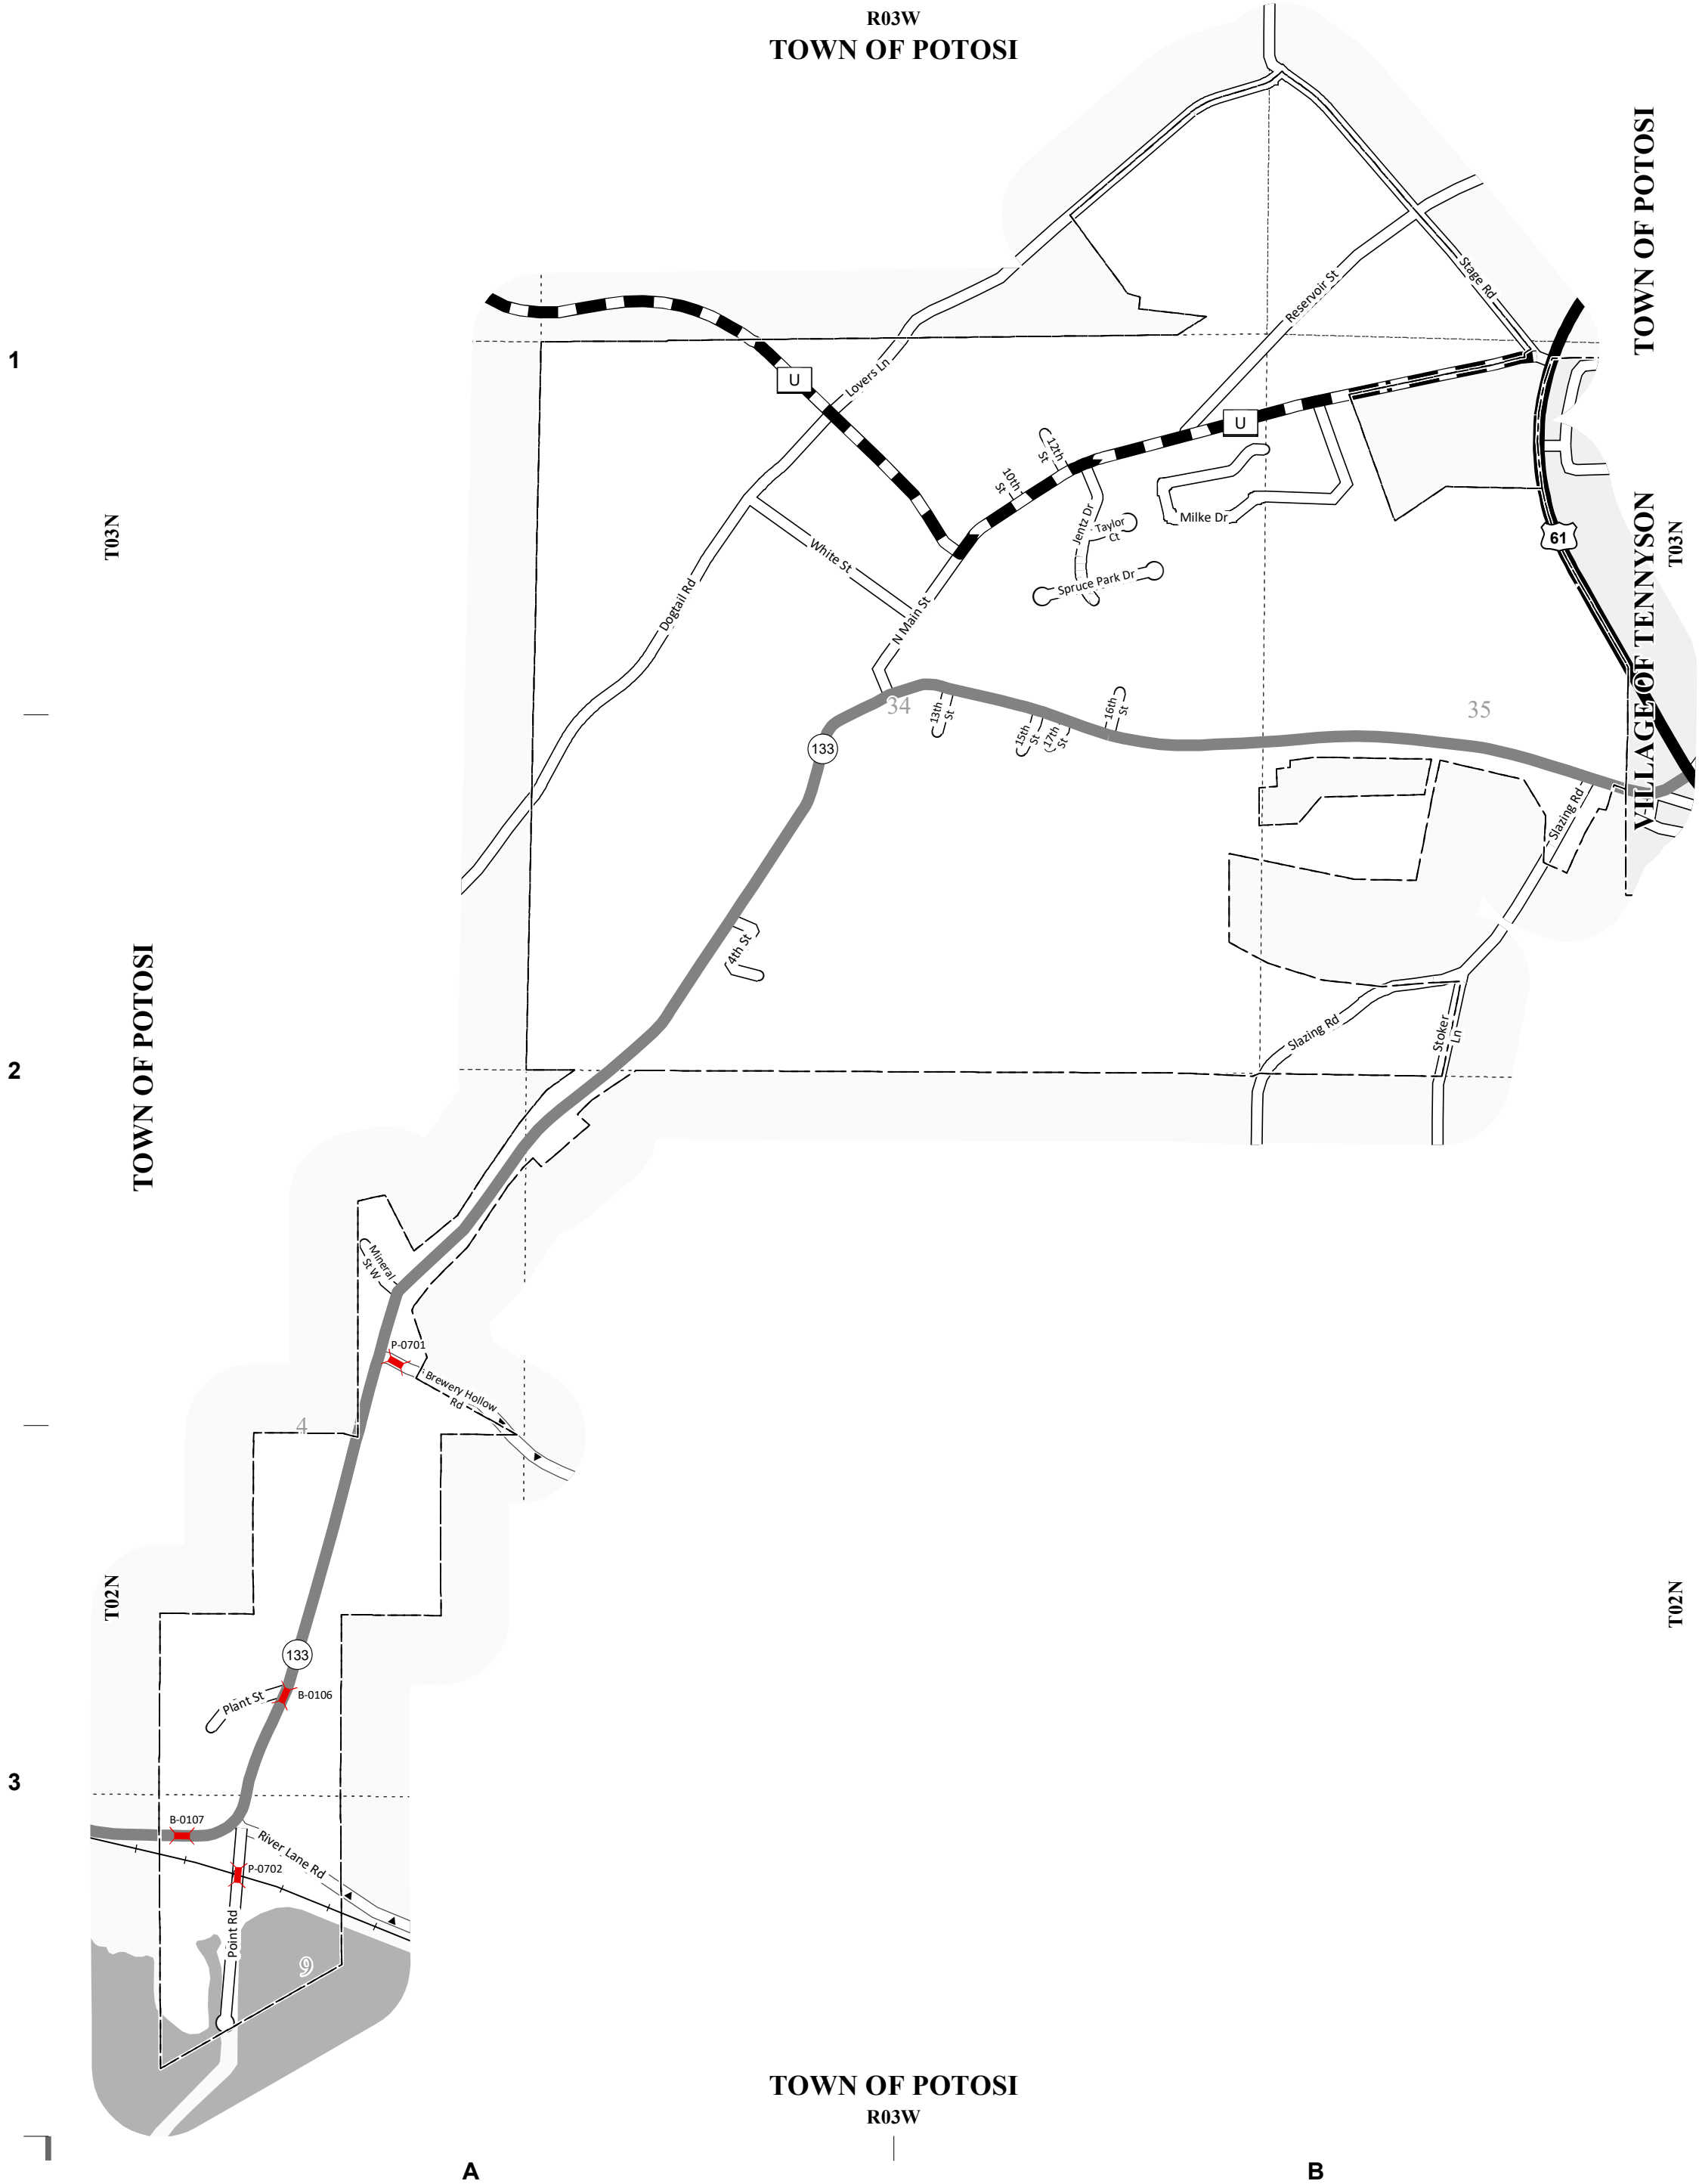 R03W
TOWN OF POTOSI
TOWN OF POTOSI
Stage Rd
Reservoir St
1
U
Lovers Ln
U
12th
St
10th
St
T03N
Jentz Dr
Taylor
Ct
Milke Dr
61
T03N
VILLAGE OF TENNYSON
White St
Spruce Park Dr
Dogtail Rd
N Main St
34
35
13th
St
16th
St
15th
St
(17th
St
133
Slazing Rd
4th St
TOWN OF POTOSI
Slazing Rd
Stoker
Ln
2
Mineral
St W
P-0701
Brewery Hollow
Rd
4
T02N
T02N
133
B-0106
Plant St
3
B-0107
River Lane Rd
P-0702
Point Rd
9
TOWN OF POTOSI
R03W
A
B